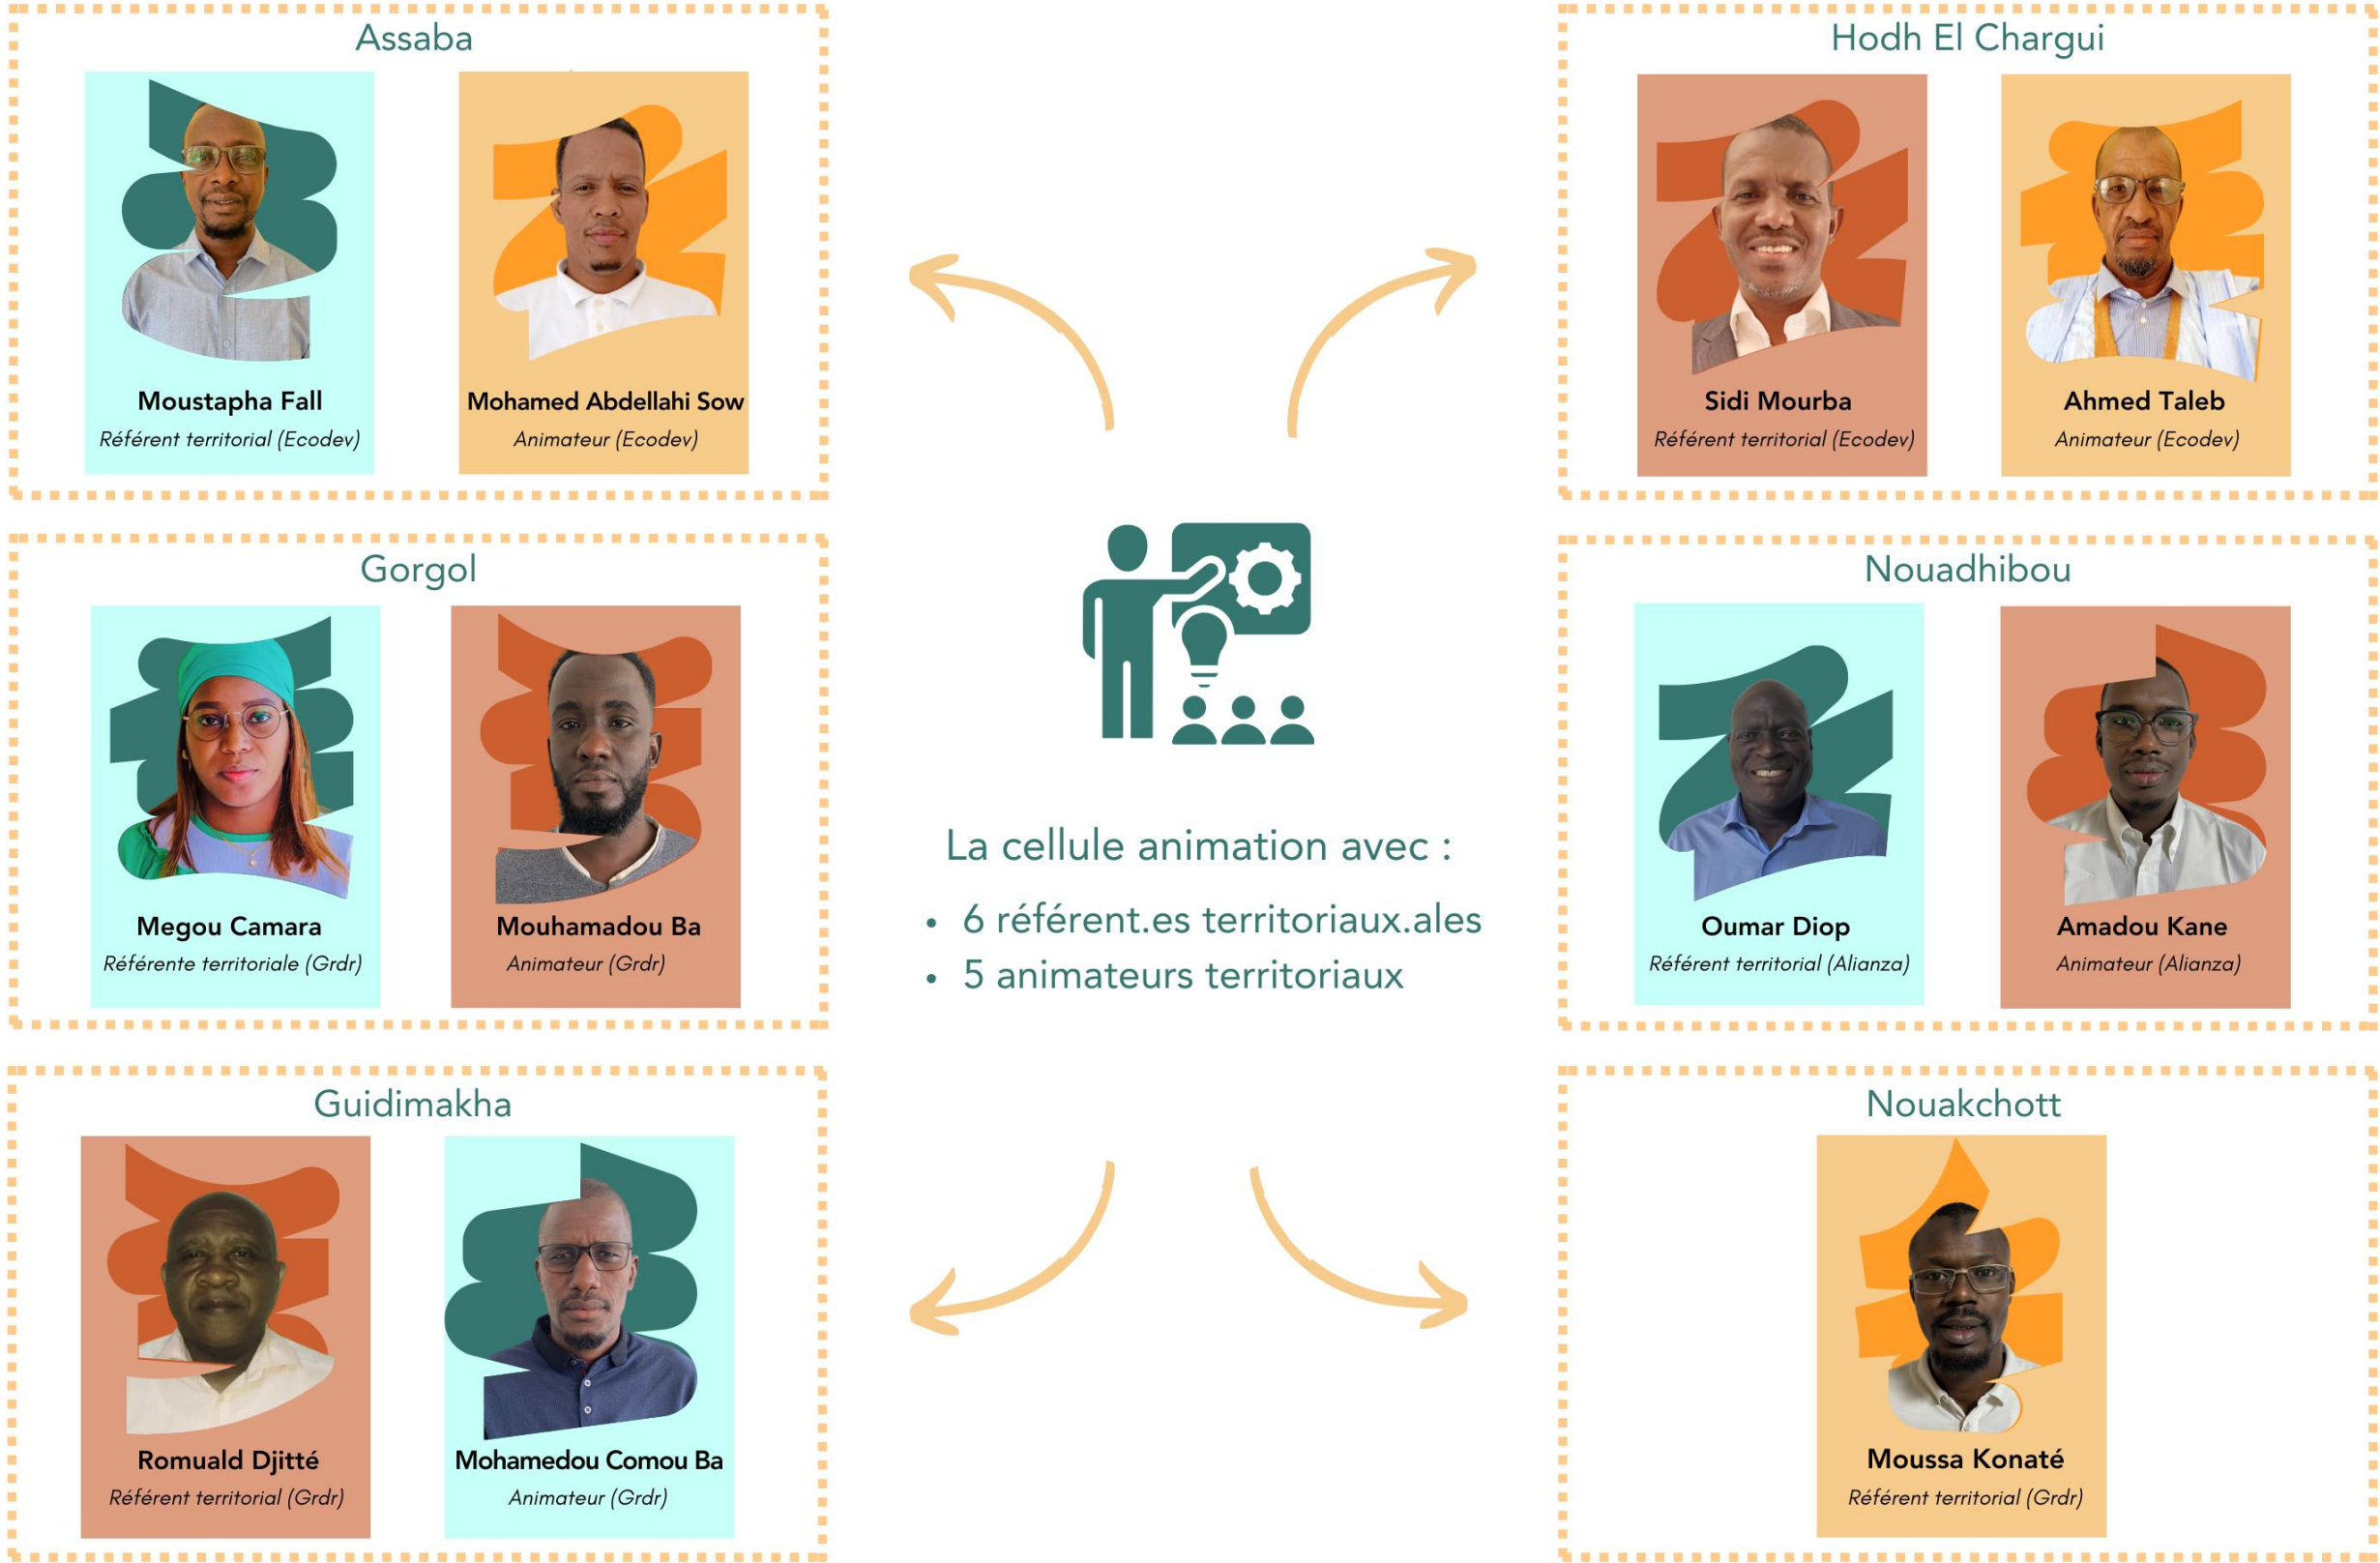 Assaba
Moustapha Fall
Référent territorial (Ecodev)
Mohamed Abdellahi Sow
Animateur (Ecodev)
Hodh El Chargui
Sidi Mourba
Référent territorial (Ecodev)
Ahmed Taleb
Animateur (Ecodev)
Gorgol
Megou Camara
Référente territoriale (Grdr)
Mouhamadou Ba
Animateur (Grdr)
La cellule animation avec :
• 6 référent.es territoriaux.ales
• 5 animateurs territoriaux
Nouadhibou
Oumar Diop
Référent territorial (Alianza)
Amadou Kane
Animateur (Alianza)
Guidimakha
Romuald Djitté
Référent territorial (Grdr)
Mohamedou Comou Ba
Animateur (Grdr)
Nouakchott
Moussa Konaté
Référent territorial (Grdr)